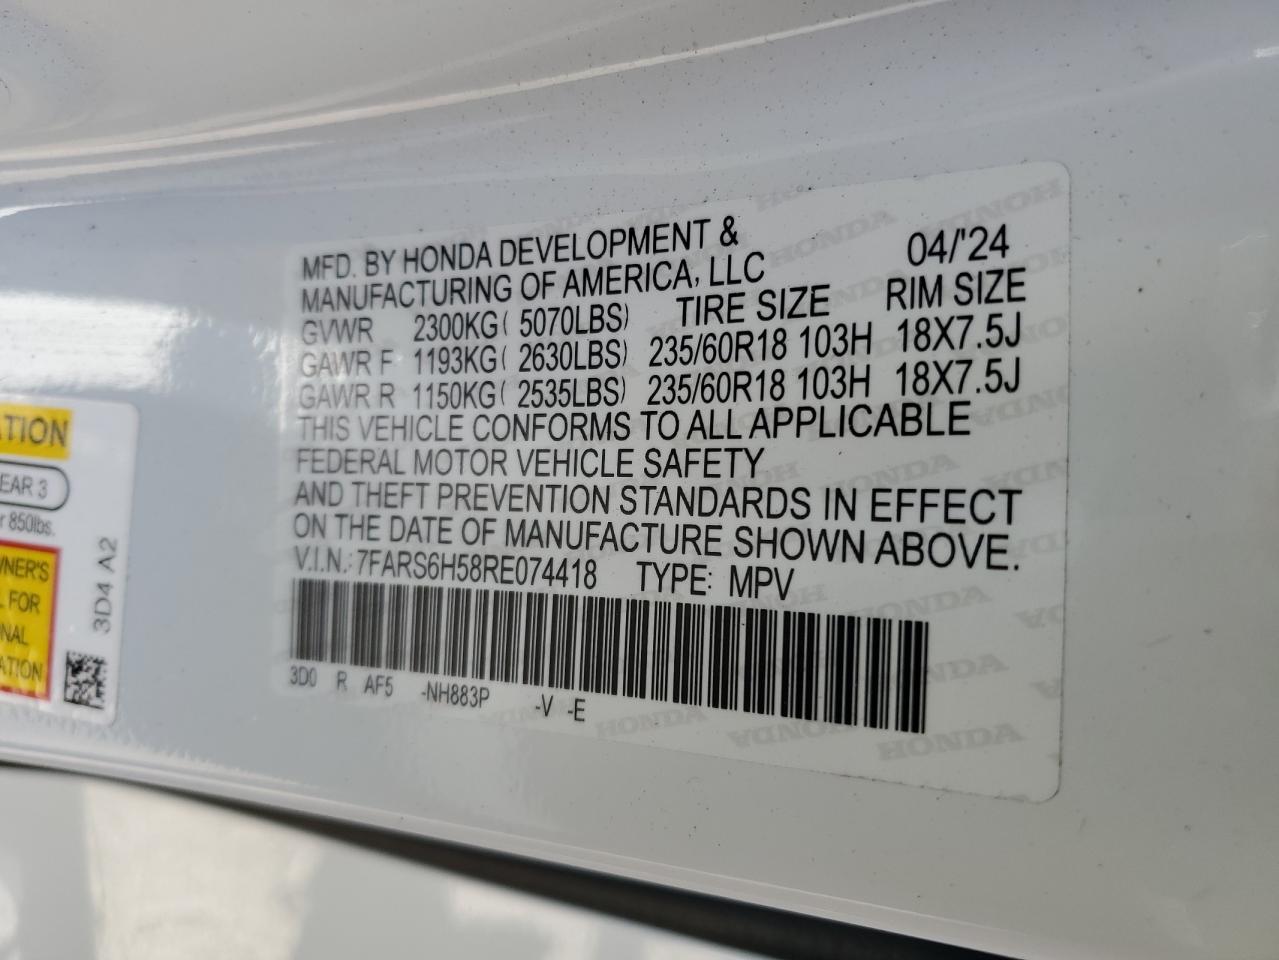 MFD. BY HONDA DEVELOPMENT & 04/'24
MANUFACTURING OF AMERICA, LLC
TIRE SIZE RIM SIZE
GVWR 2300KG( 5070LBS)
GAWR F 1193KG( 2630LBS) 235/60R18 103H 18X7.5J
GAWR R 1150KG( 2535LBS) 235/60R18 103H 18X7.5J
THIS VEHICLE CONFORMS TO ALL APPLICABLE
FEDERAL MOTOR VEHICLE SAFETY
AND THEFT PREVENTION STANDARDS IN EFFECT
ON THE DATE OF MANUFACTURE SHOWN ABOVE.
V.I.N.: 7FARS6H58RE074418 TYPE: MPV
3D0 R AF5 -NH883P -V -E
HONDA
ATION
EAR 3
r 850lbs.
WNER'S
L FOR
NAL
ATION
3D4 A2